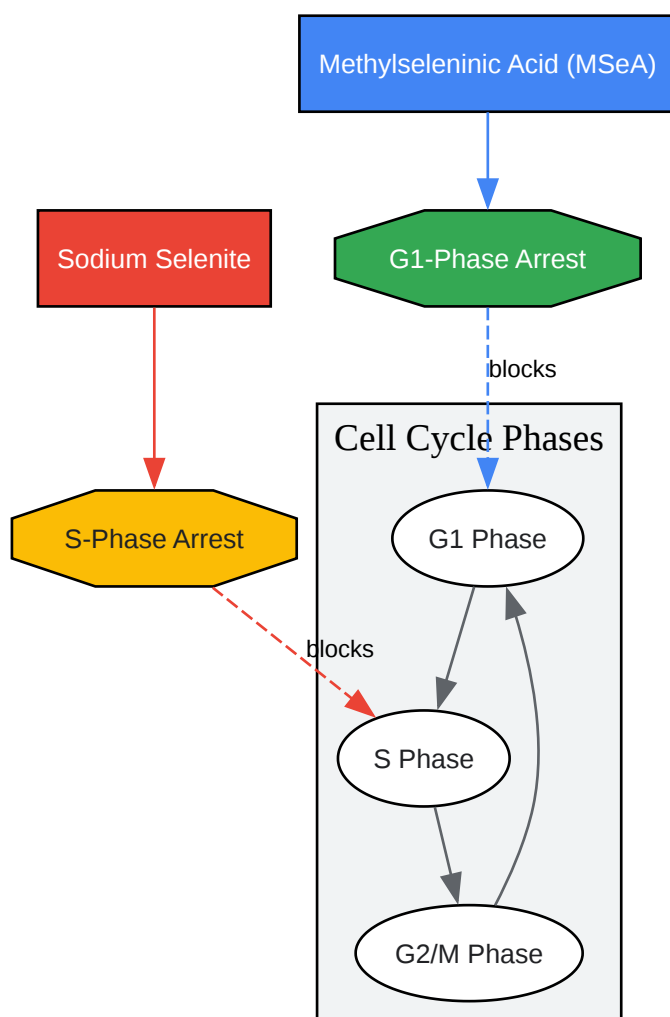 Methylseleninic Acid (MSeA)
Sodium Selenite
G1-Phase Arrest
blocks
Cell Cycle Phases
S-Phase Arrest
G1 Phase
blocks
S Phase
G2/M Phase